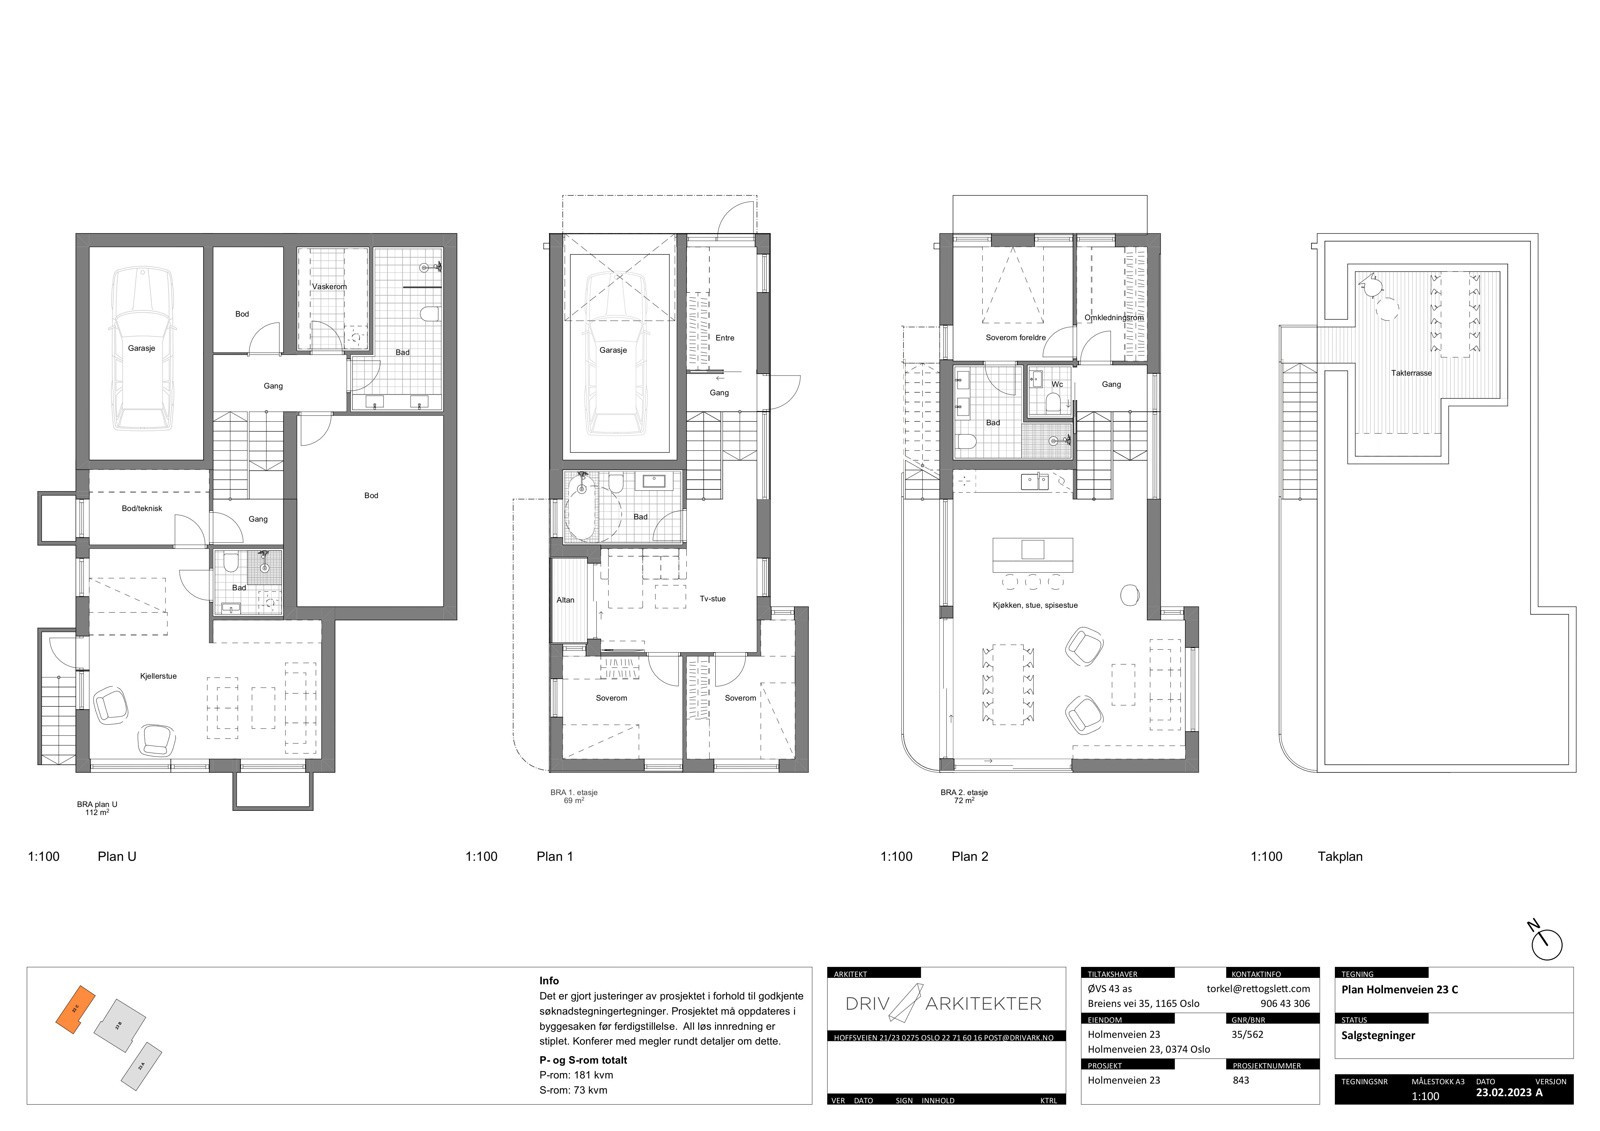 Garasje
Bod
Vaskerom
Bad
Gang
Bod
Bod/teknisk
Gang
Bad
Kjellerstue
BRA plan U
112 m²
1:100 Plan U
Garasje
Entre
Gang
Bad
Altan
Tv-stue
Soverom
Soverom
BRA 1. etasje
69 m²
1:100 Plan 1
Soverom foreldre
Omkledningsrom
Wc
Gang
Bad
Kjøkken, stue, spisestue
BRA 2. etasje
72 m²
1:100 Plan 2
Takterrasse
1:100 Takplan
N
23 C
23 B
23 A
Info
Det er gjort justeringer av prosjektet i forhold til godkjente
søknadstegningertegninger. Prosjektet må oppdateres i
byggesaken før ferdigstillelse. All løs innredning er
stiplet. Konferer med megler rundt detaljer om dette.
P- og S-rom totalt
P-rom: 181 kvm
S-rom: 73 kvm
ARKITEKT
DRIV ARKITEKTER
HOFFSVEIEN 21/23 0275 OSLO 22 71 60 16 POST@DRIVARK.NO
VER DATO SIGN INNHOLD KTRL
TILTAKSHAVER KONTAKTINFO
ØVS 43 as torkel@rettogslett.com
Breiens vei 35, 1165 Oslo 906 43 306
EIENDOM GNR/BNR
Holmenveien 23 35/562
Holmenveien 23, 0374 Oslo
PROSJEKT PROSJEKTNUMMER
Holmenveien 23 843
TEGNING
Plan Holmenveien 23 C
STATUS
Salgstegninger
TEGNINGSNR MÅLESTOKK A3 DATO VERSJON
1:100 23.02.2023 A